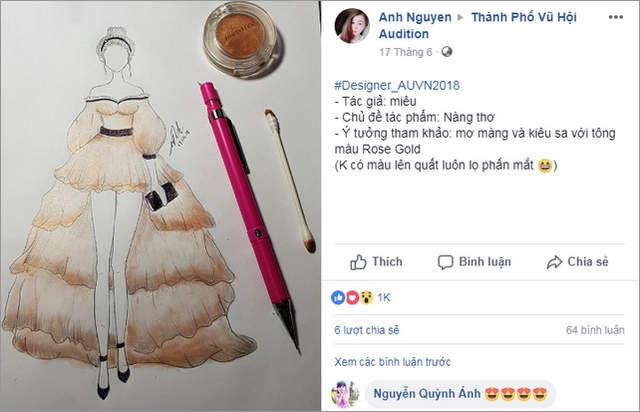 Anh Nguyen ▸ Thành Phố Vũ Hội
Audition
17 Tháng 6
#Designer_AUVN2018
- Tác giả: miêu
- Chủ đề tác phẩm: Nàng thơ
- Ý tưởng tham khảo: mơ màng và kiêu sa với tông
màu Rose Gold
(K có màu lên quất luôn lọ phấn mắt 😆)
Thích
Bình luận
Chia sẻ
1K
6 lượt chia sẻ
64 bình luận
Xem các bình luận trước
Nguyễn Quỳnh Ánh 😍😍😍😍